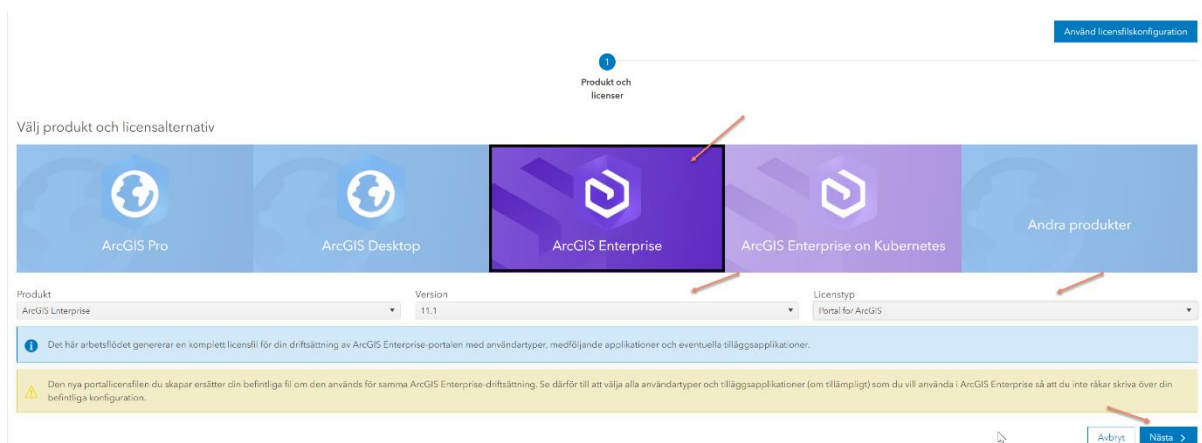 Använd licensfilskonfiguration
1
Produkt och
licenser
Välj produkt och licensalternativ
ArcGIS Pro
ArcGIS Desktop
ArcGIS Enterprise
ArcGIS Enterprise on Kubernetes
Andra produkter
Produkt
Version
Licenstyp
ArcGIS Enterprise
11.1
Portal for ArcGIS
Det här arbetsflödet genererar en komplett licensfil för din driftsättning av ArcGIS Enterprise-portalen med användartyper, medföljande applikationer och eventuella tilläggsapplikationer.
Den nya portallicensfilen du skapar ersätter din befintliga fil om den används för samma ArcGIS Enterprise-driftsättning. Se därför till att välja alla användartyper och tilläggsapplikationer (om tillämpligt) som du vill använda i ArcGIS Enterprise så att du inte råkar skriva över din
befintliga konfiguration.
Avbryt
Nästa >